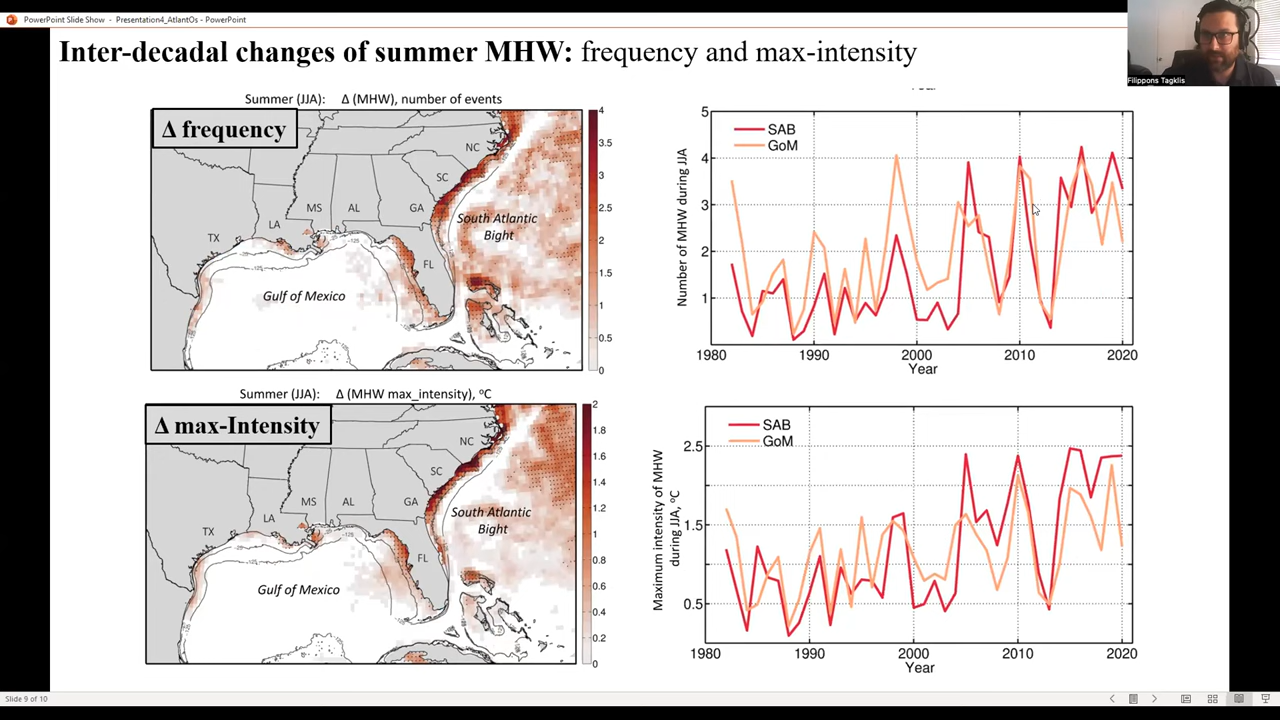 PowerPoint Slide Show - Presentation4_AtlantOs - PowerPoint
Filippons Tagklis
Inter-decadal changes of summer MHW: frequency and max-intensity
Summer (JJA): Δ (MHW), number of events
Δ frequency
NC
SC
MS AL GA
LA
TX
FL
South Atlantic
Bight
Gulf of Mexico
4
3.5
3
2.5
2
1.5
1
0.5
0
Number of MHW during JJA
5
4
3
2
1
SAB
GoM
1980 1990 2000 2010 2020
Year
Summer (JJA): Δ (MHW max_intensity), °C
Δ max-Intensity
NC
SC
MS AL GA
LA
TX
FL
South Atlantic
Bight
Gulf of Mexico
2
1.8
1.6
1.4
1.2
1
0.8
0.6
0.4
0.2
0
Maximum intensity of MHW
during JJA, °C
2.5
1.5
0.5
SAB
GoM
1980 1990 2000 2010 2020
Year
Slide 9 of 10